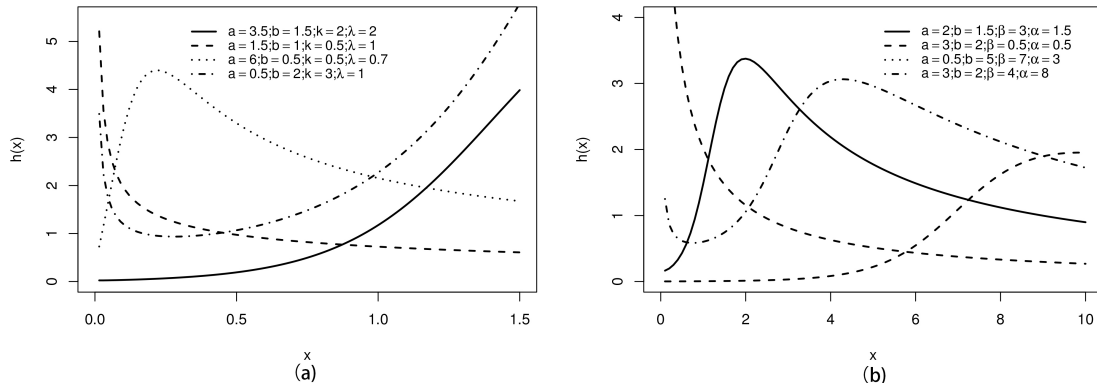 a = 3.5;b = 1.5;k = 2;λ = 2
a = 1.5;b = 1;k = 0.5;λ = 1
a = 6;b = 0.5;k = 0.5;λ = 0.7
a = 0.5;b = 2;k = 3;λ = 1
h(x)
5
4
3
2
1
0
0.0 0.5 1.0 1.5
x
(a)
a = 2;b = 1.5;β = 3;α = 1.5
a = 3;b = 2;β = 0.5;α = 0.5
a = 0.5;b = 5;β = 7;α = 3
a = 3;b = 2;β = 4;α = 8
h(x)
4
3
2
1
0
0 2 4 6 8 10
x
(b)